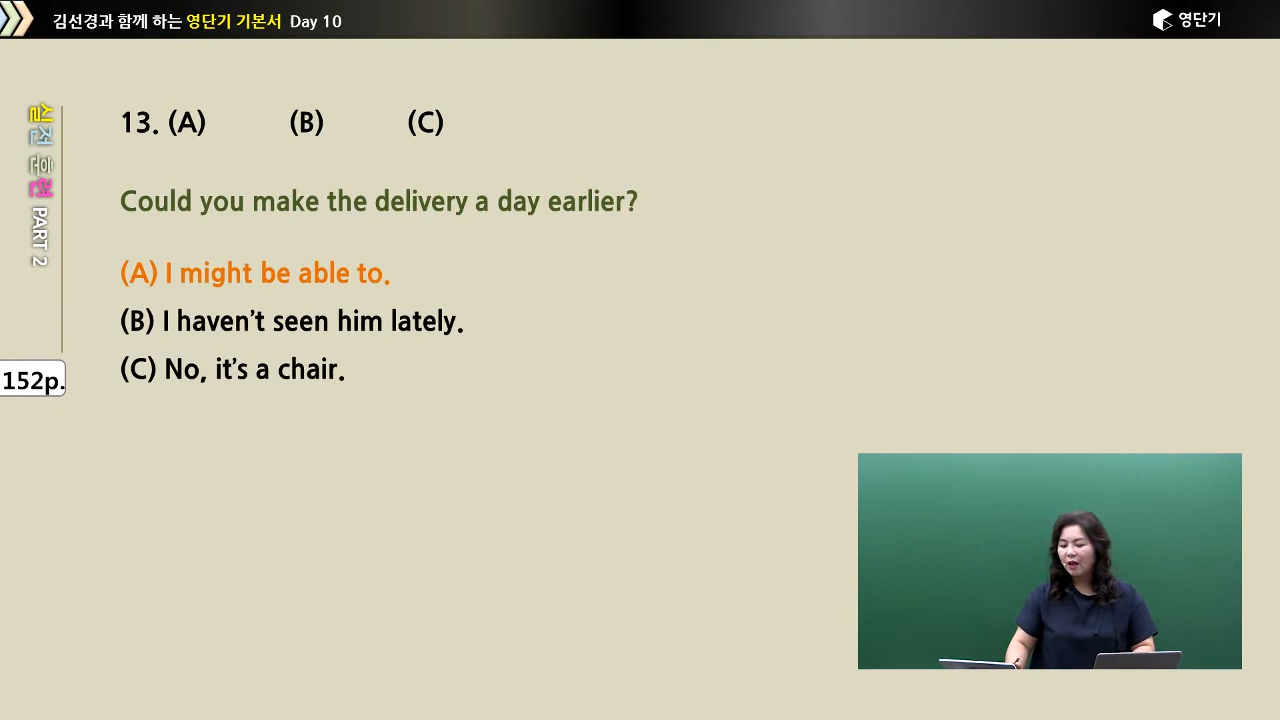 김선경과 함께 하는 영단기 기본서 Day 10
영단기
실전 훈련 PART 2
13. (A) (B) (C)
Could you make the delivery a day earlier?
(A) I might be able to.
(B) I haven’t seen him lately.
(C) No, it’s a chair.
152p.